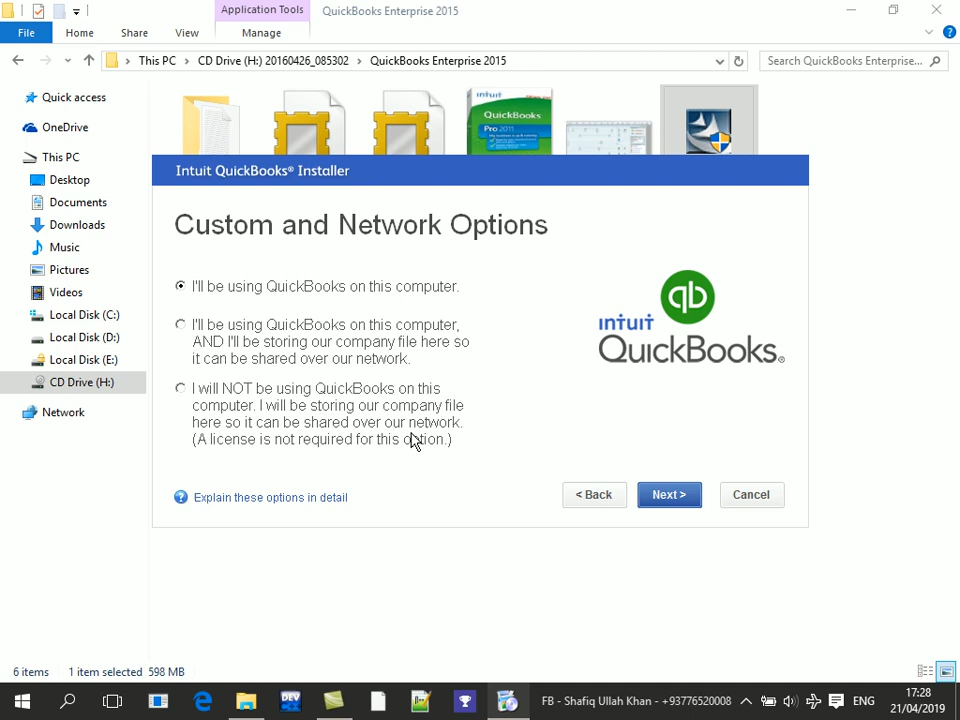 Application Tools
QuickBooks Enterprise 2015
File
Home
Share
View
Manage
This PC
CD Drive (H:) 20160426_085302
QuickBooks Enterprise 2015
Search QuickBooks Enterprise...
Quick access
OneDrive
This PC
Desktop
Documents
Downloads
Music
Pictures
Videos
Local Disk (C:)
Local Disk (D:)
Local Disk (E:)
CD Drive (H:)
Network
intuit
QuickBooks
Pro 2011
Intuit QuickBooks® Installer
Custom and Network Options
I'll be using QuickBooks on this computer.
I'll be using QuickBooks on this computer,
AND I'll be storing our company file here so
it can be shared over our network.
I will NOT be using QuickBooks on this
computer. I will be storing our company file
here so it can be shared over our network.
(A license is not required for this option.)
qb
intuit
QuickBooks.
Explain these options in detail
< Back
Next >
Cancel
6 items
1 item selected 598 MB
DEV
FB - Shafiq Ullah Khan - +93776520008
ENG
17:28
21/04/2019